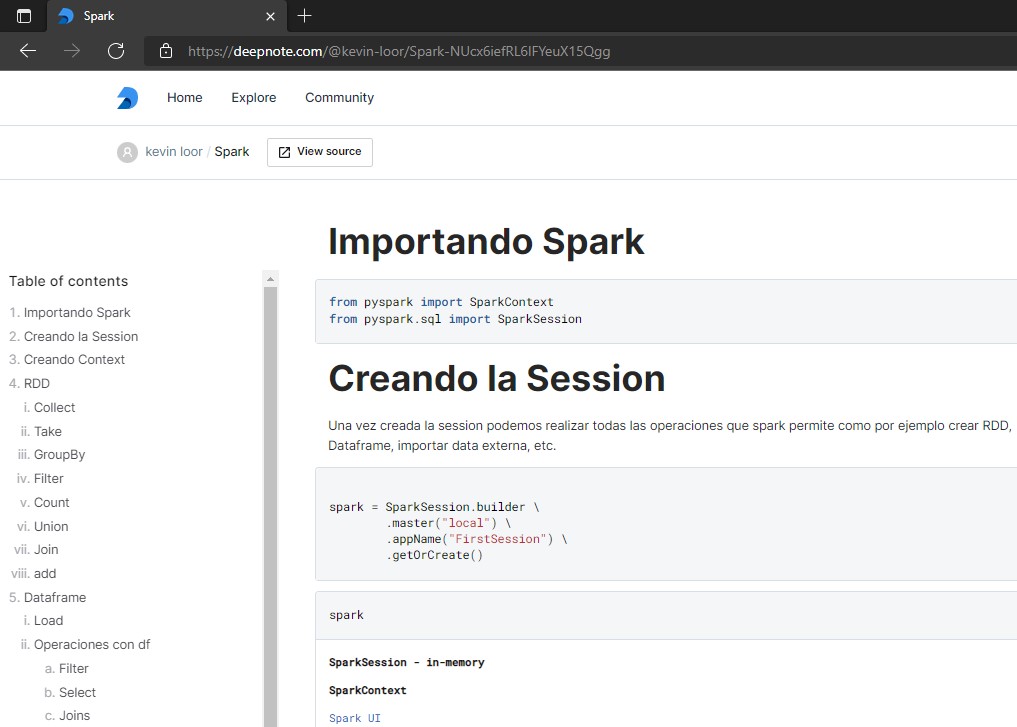 Spark
https://deepnote.com/@kevin-loor/Spark-NUcx6iefRL6lFYeuX15Qgg
Home Explore Community
kevin loor / Spark View source
Table of contents
1. Importando Spark
2. Creando la Session
3. Creando Context
4. RDD
i. Collect
ii. Take
iii. GroupBy
iv. Filter
v. Count
vi. Union
vii. Join
viii. add
5. Dataframe
i. Load
ii. Operaciones con df
a. Filter
b. Select
c. Joins
Importando Spark
from pyspark import SparkContext
from pyspark.sql import SparkSession
Creando la Session
Una vez creada la session podemos realizar todas las operaciones que spark permite como por ejemplo crear RDD,
Dataframe, importar data externa, etc.
spark = SparkSession.builder \
.master("local") \
.appName("FirstSession") \
.getOrCreate()
spark
SparkSession - in-memory
SparkContext
Spark UI